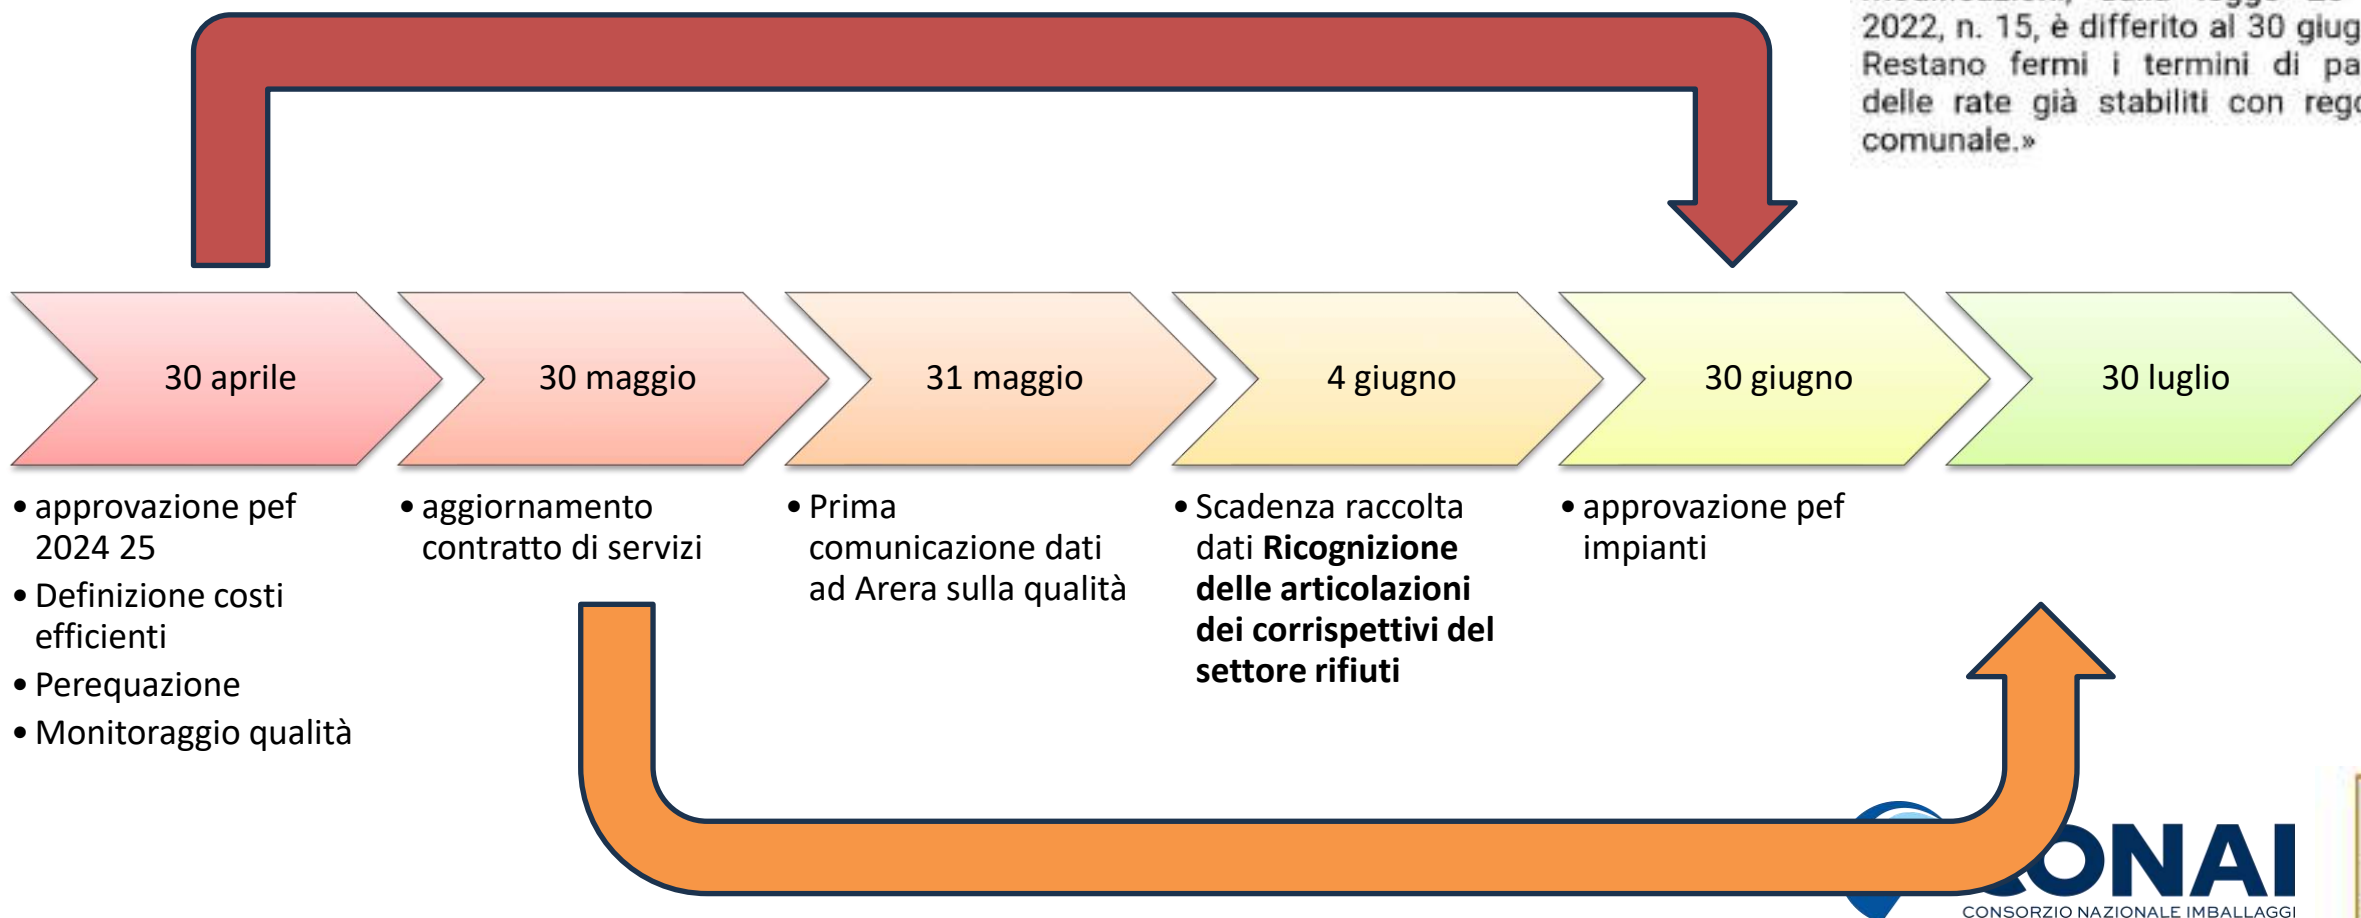 2022, n. 15, è differito al 30 giug
Restano fermi i termini di pa
delle rate già stabiliti con rego
comunale.»
30 aprile
30 maggio
31 maggio
4 giugno
30 giugno
30 luglio
• approvazione pef
2024 25
• Definizione costi
efficienti
• Perequazione
• Monitoraggio qualità
• aggiornamento
contratto di servizi
• Prima
comunicazione dati
ad Arera sulla qualità
• Scadenza raccolta
dati Ricognizione
delle articolazioni
dei corrispettivi del
settore rifiuti
• approvazione pef
impianti
CONAI
CONSORZIO NAZIONALE IMBALLAGGI